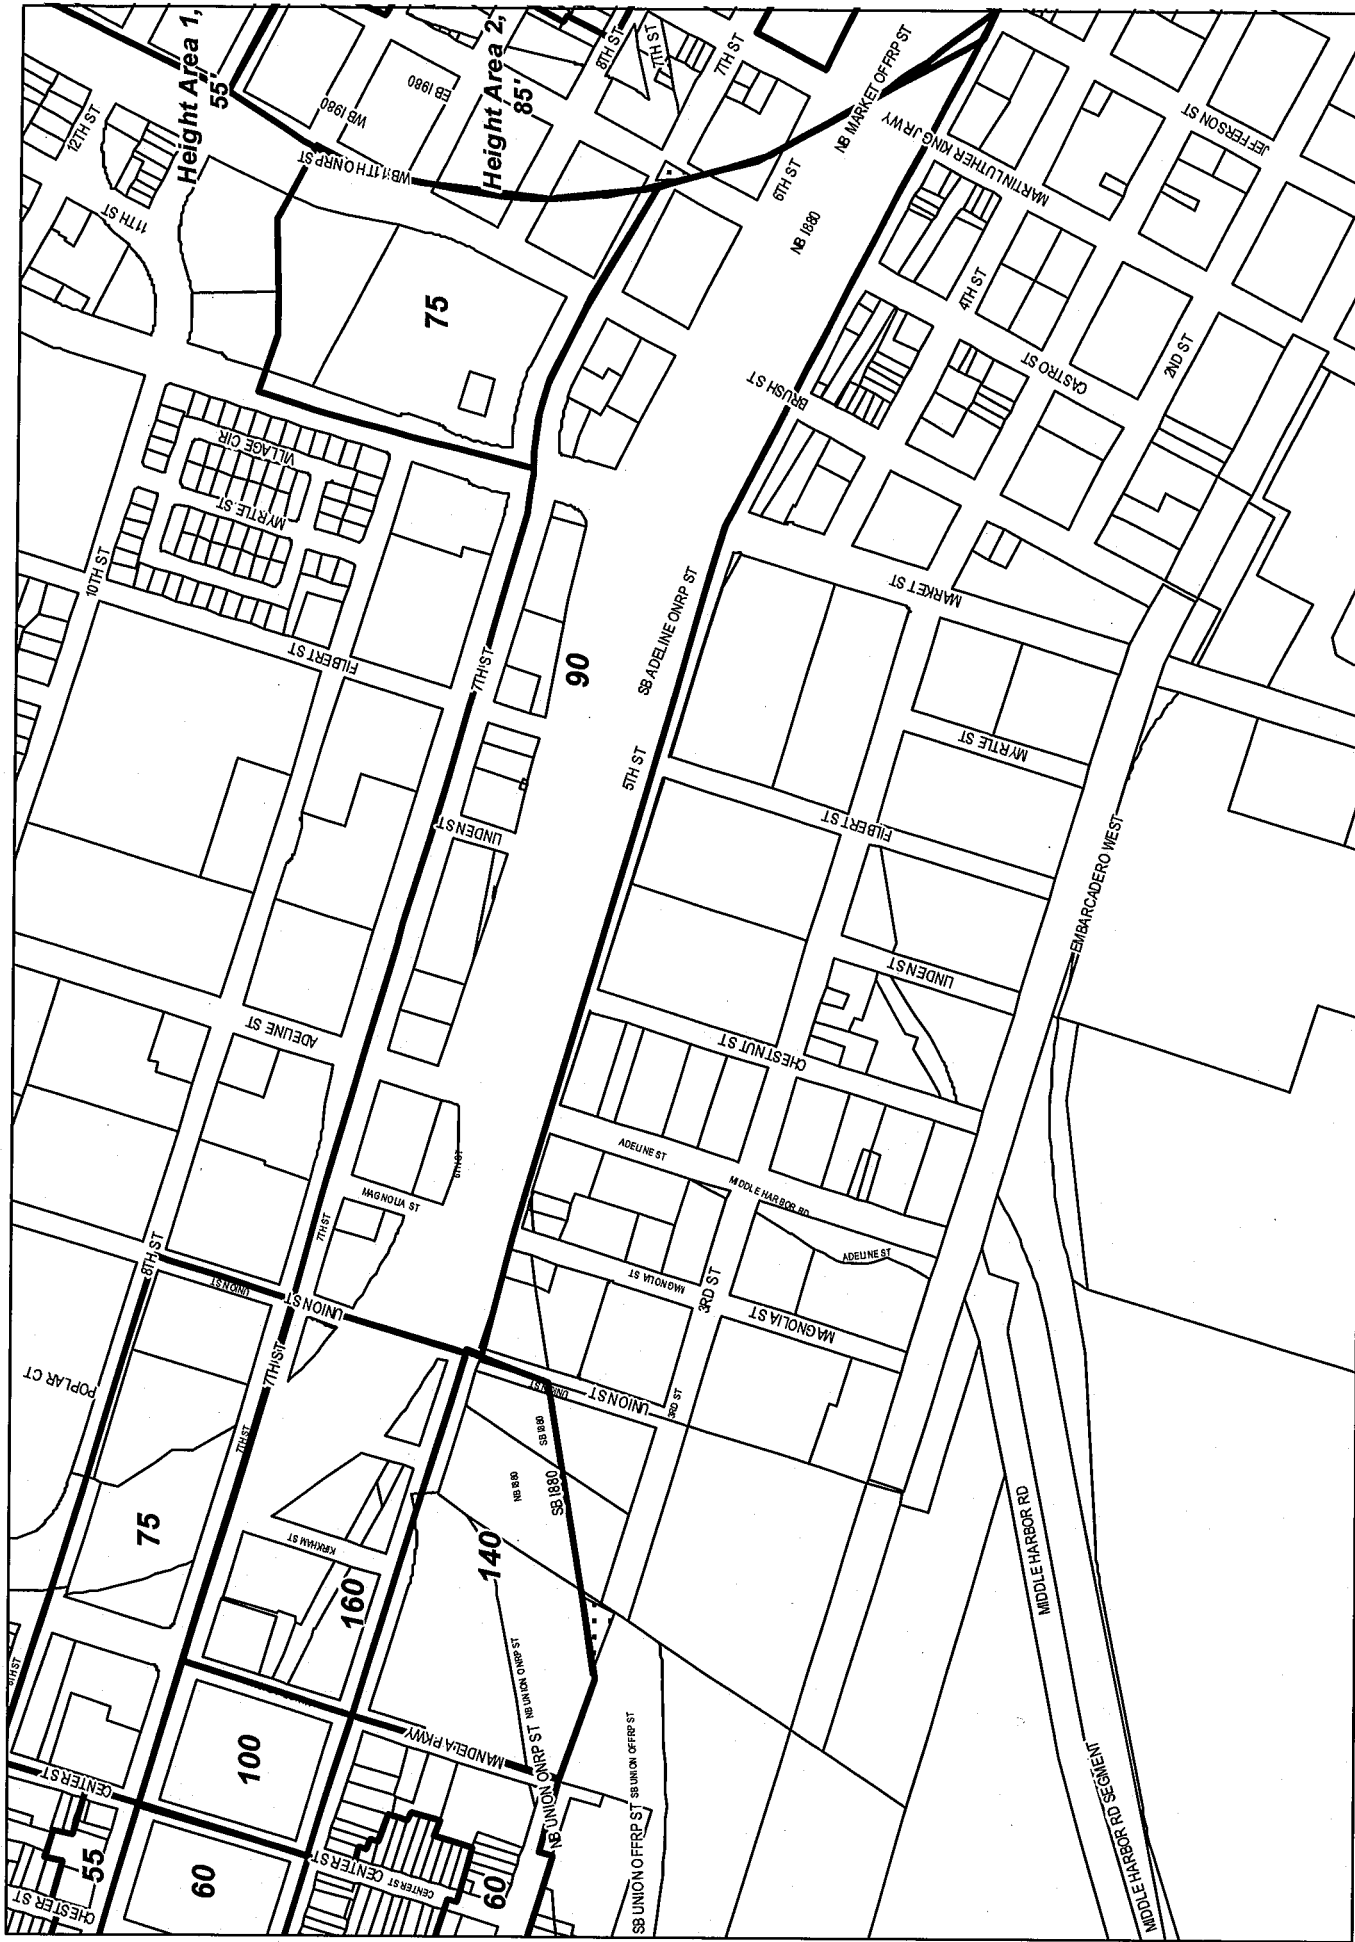 Height Area 1,
55'
12TH ST
11TH ST
WB I980
EB I980
WB 11TH ONRP ST
Height Area 2,
85'
8TH ST
7TH ST
7TH ST
6TH ST
NB I880
NB MARKET OFFRP ST
MARTIN LUTHER KING JR WY
JEFFERSON ST
4TH ST
CASTRO ST
2ND ST
BRUSH ST
75
VILLAGE CIR
MYRTLE ST
10TH ST
FILBERT ST
7TH ST
90
SB ADELINE ONRP ST
5TH ST
MARKET ST
MYRTLE ST
FILBERT ST
LINDEN ST
LINDEN ST
EMBARCADERO WEST
ADELINE ST
CHESTNUT ST
ADELINE ST
MIDDLE HARBOR RD
ADELINE ST
MAGNOLIA ST
6TH ST
7TH ST
8TH ST
UNION ST
UNION ST
MAGNOLIA ST
3RD ST
MAGNOLIA ST
POPLAR CT
7TH ST
7TH ST
UNION ST
UNION ST
3RD ST
NB I880
SB I880
SB I880
KIRKHAM ST
75
160
140
MIDDLE HARBOR RD
8TH ST
100
MANDELA PKWY
NB UNION ONRP ST
NB UNION ONRP ST
SB UNION OFFRP ST
SB UNION OFFRP ST
CENTER ST
CENTER ST
CENTER ST
CHESTER ST
55
60
60
MIDDLE HARBOR RD SEGMENT